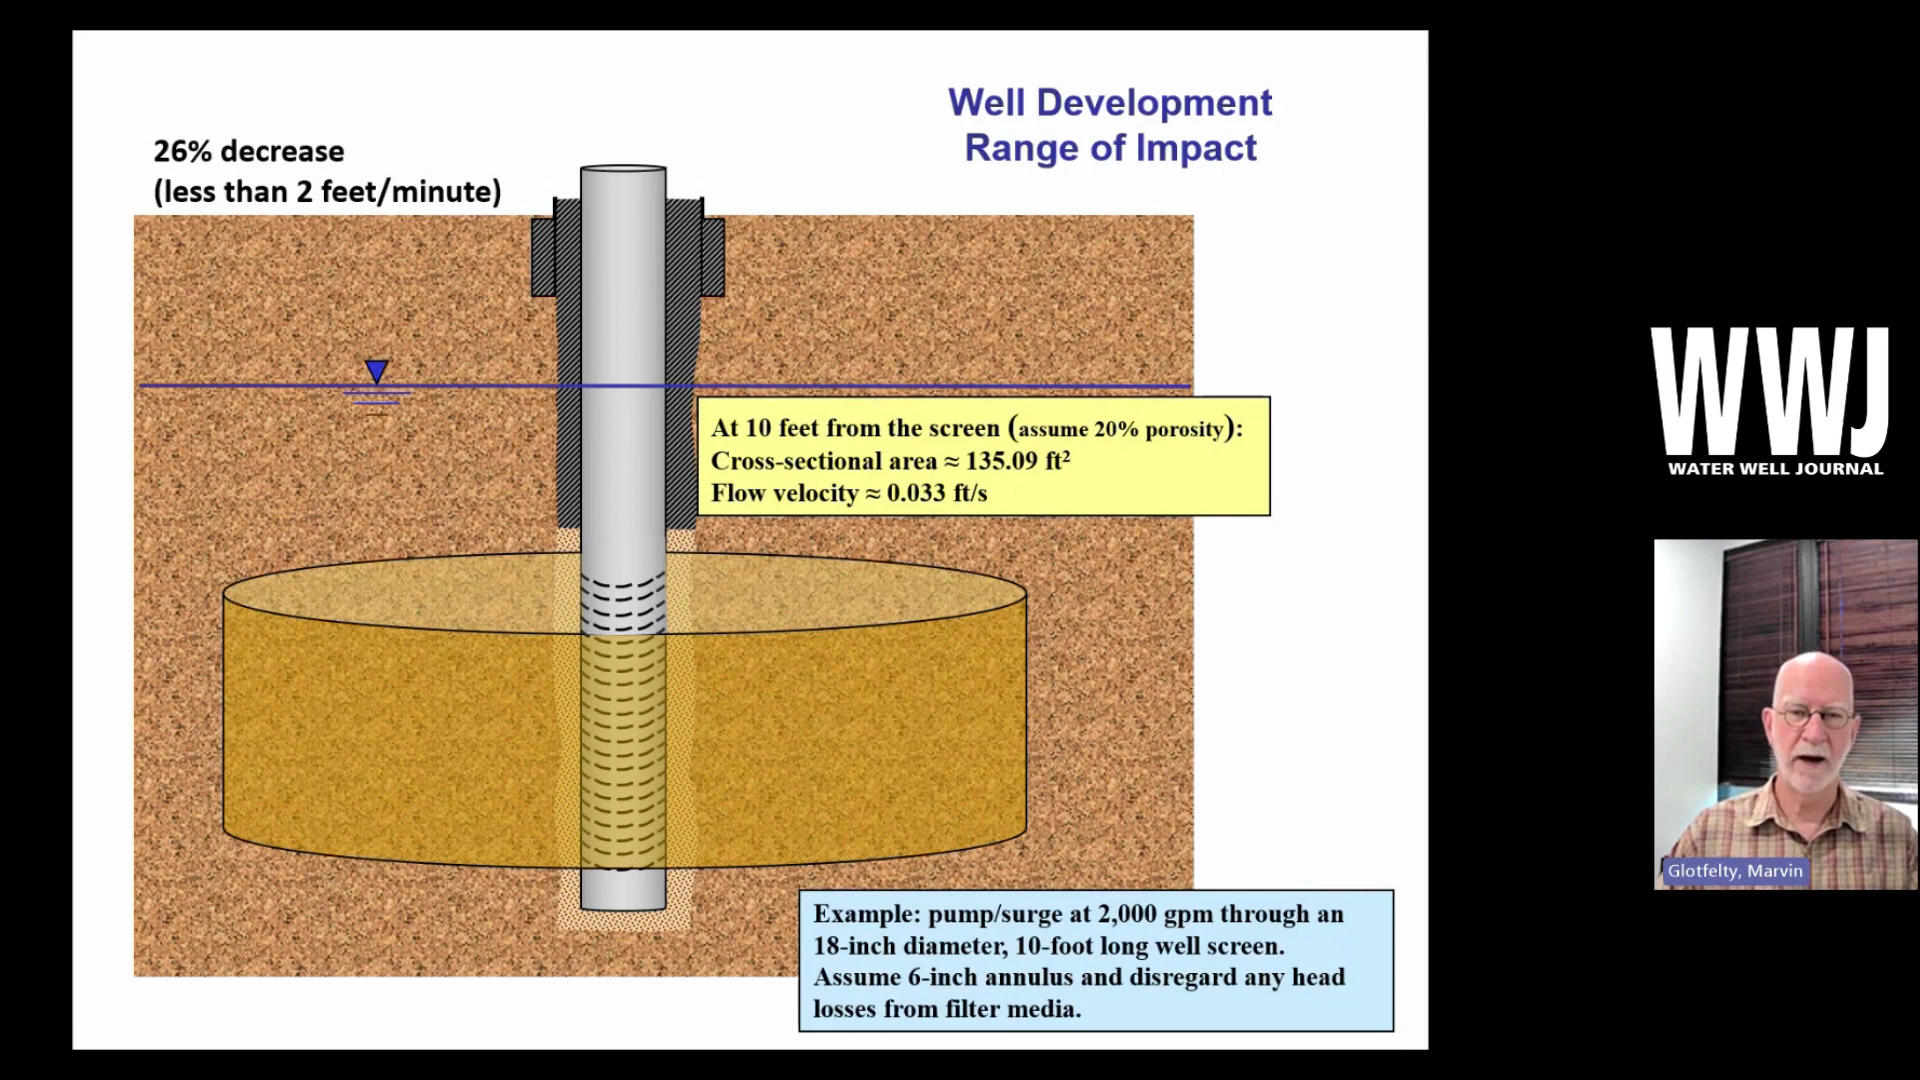 Well Development
Range of Impact
26% decrease
(less than 2 feet/minute)
At 10 feet from the screen (assume 20% porosity):
Cross-sectional area ≈ 135.09 ft²
Flow velocity ≈ 0.033 ft/s
Example: pump/surge at 2,000 gpm through an
18-inch diameter, 10-foot long well screen.
Assume 6-inch annulus and disregard any head
losses from filter media.
WWJ
WATER WELL JOURNAL
Glotfelty, Marvin